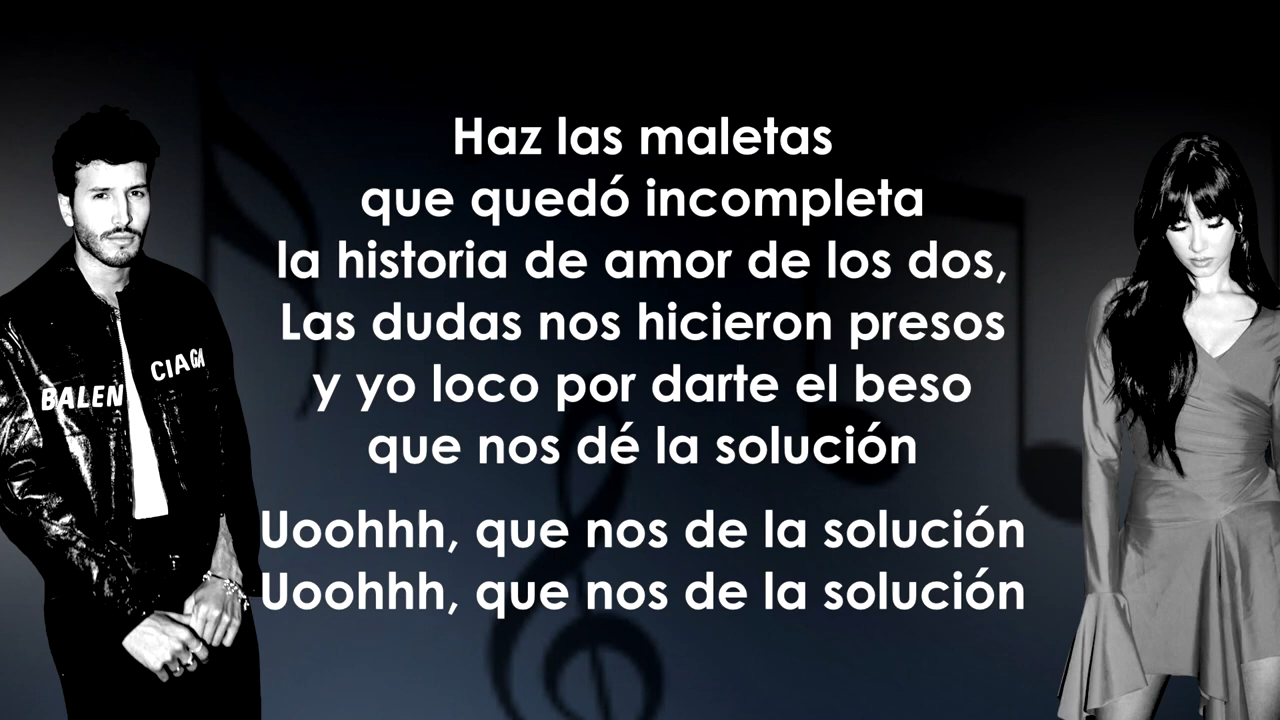 Haz las maletas
que quedó incompleta
la historia de amor de los dos,
Las dudas nos hicieron presos
y yo loco por darte el beso
que nos dé la solución
Uoohhh, que nos de la solución
Uoohhh, que nos de la solución
BALEN CIAGA